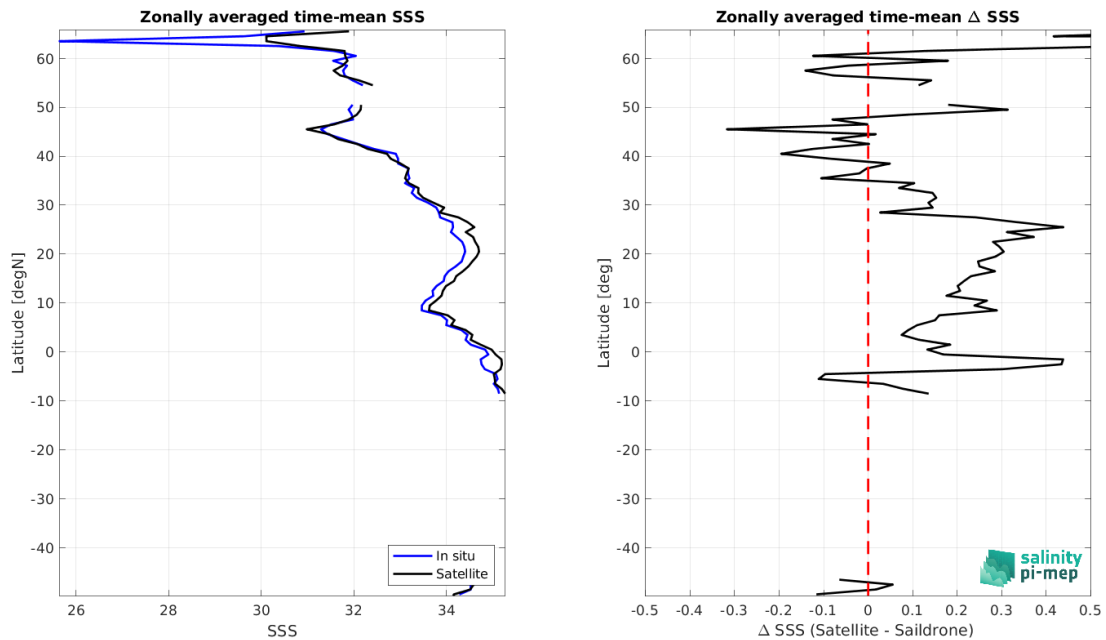 Zonally averaged time-mean SSS
Latitude [degN]
60
50
40
30
20
10
0
-10
-20
-30
-40
26 28 30 32 34
SSS
In situ
Satellite
Zonally averaged time-mean Δ SSS
Latitude [deg]
60
50
40
30
20
10
0
-10
-20
-30
-40
-0.5 -0.4 -0.3 -0.2 -0.1 0 0.1 0.2 0.3 0.4 0.5
Δ SSS (Satellite - Saildrone)
salinity
pi-mep